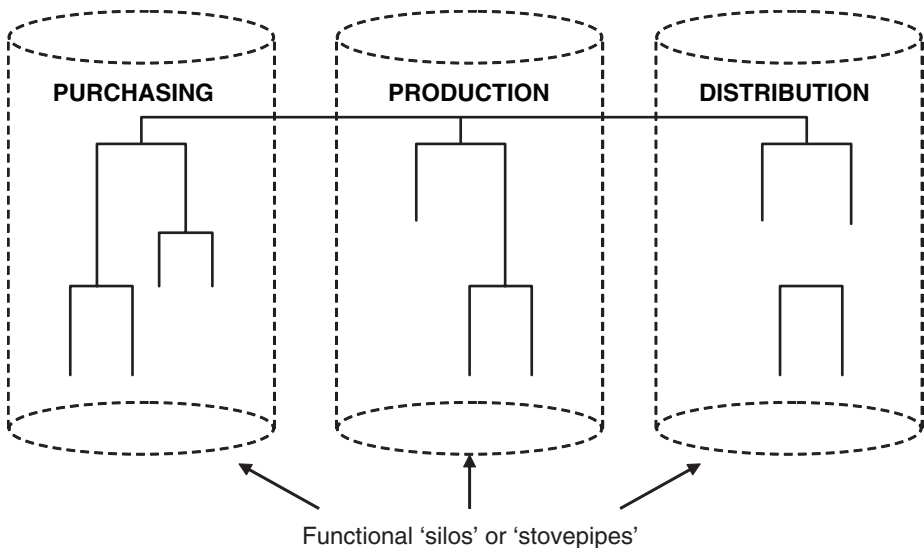 PURCHASING
PRODUCTION
DISTRIBUTION
Functional ‘silos’ or ‘stovepipes’